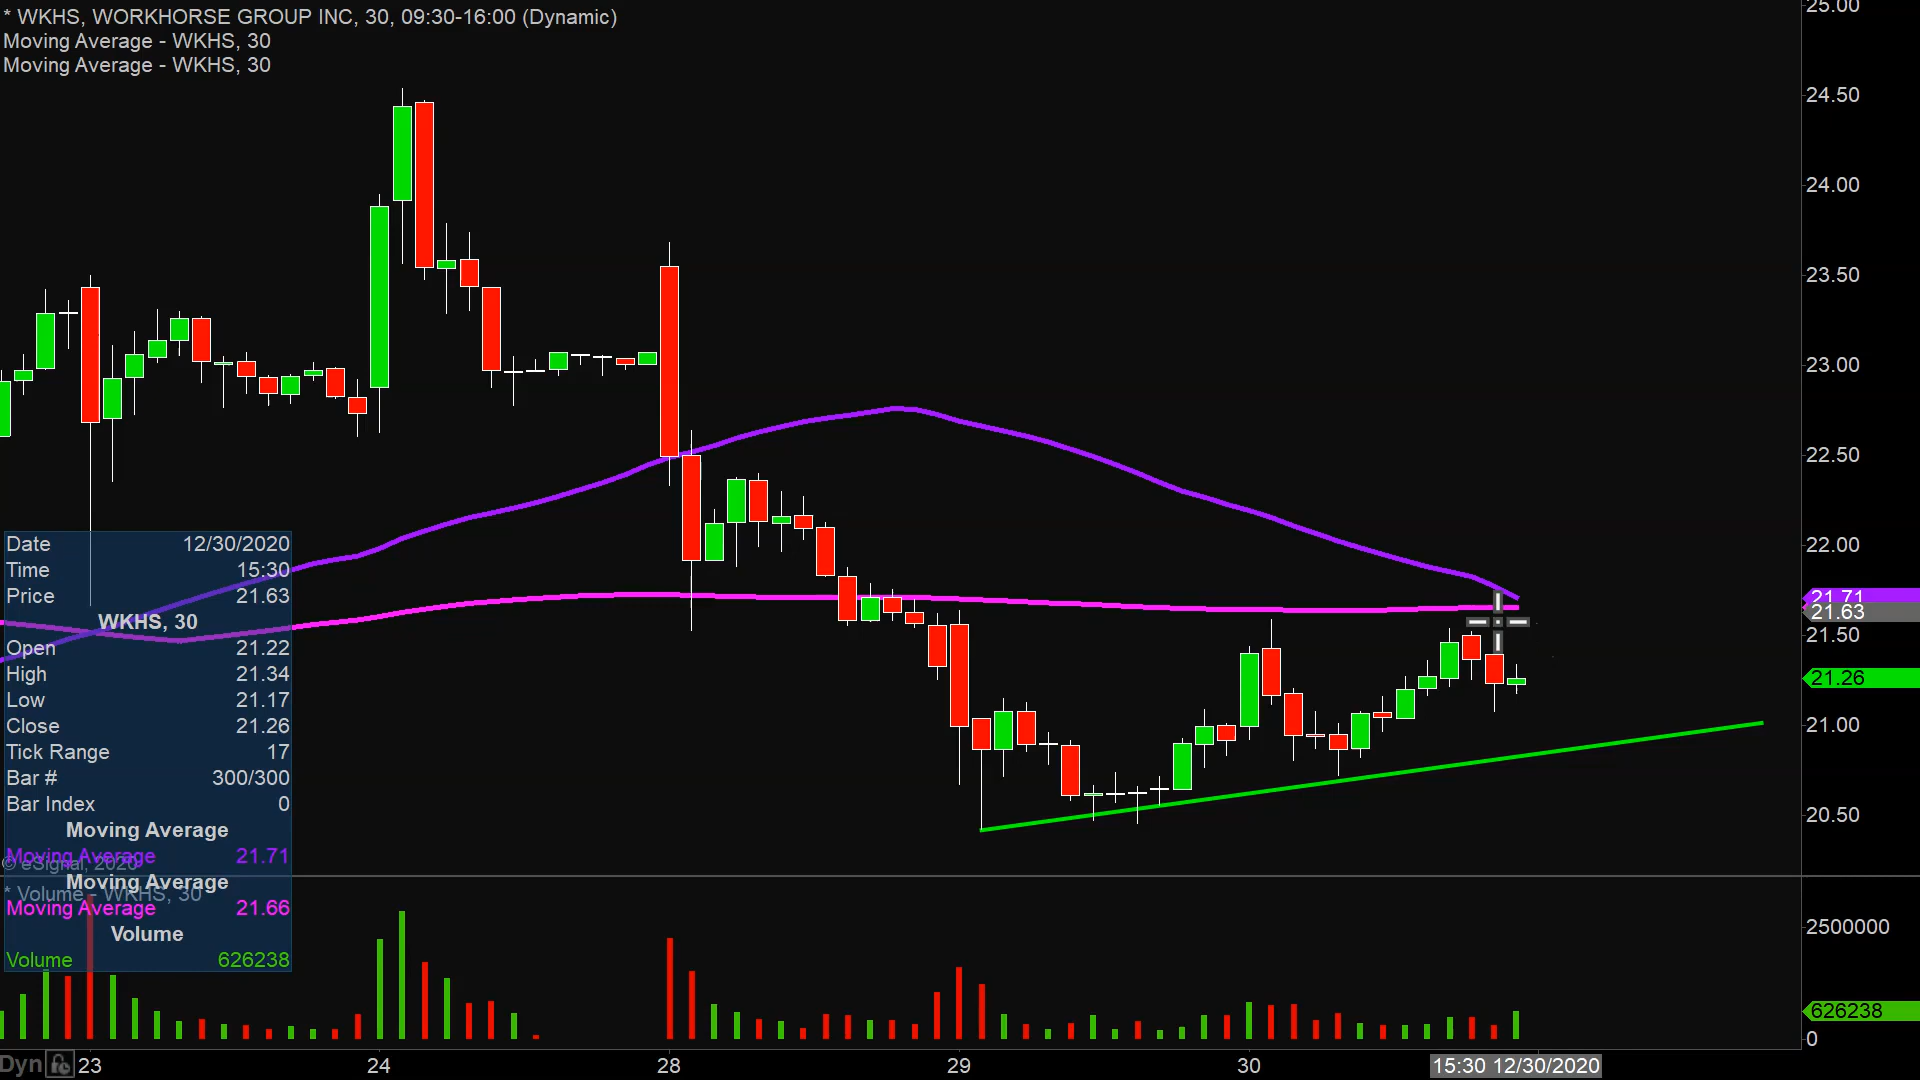 * WKHS, WORKHORSE GROUP INC, 30, 09:30-16:00 (Dynamic)
Moving Average - WKHS, 30
Moving Average - WKHS, 30
25.00
24.50
24.00
23.50
23.00
22.50
22.00
21.71
21.63
21.50
21.26
21.00
20.50
Date 12/30/2020
Time 15:30
Price 21.63
WKHS, 30
Open 21.22
High 21.34
Low 21.17
Close 21.26
Tick Range 17
Bar # 300/300
Bar Index 0
Moving Average
Moving Average 21.71
© eSignal, 2020
Moving Average
* Volume - WKHS, 30
Moving Average 21.66
Volume
Volume 626238
2500000
626238
0
Dyn 23 24 28 29 30 15:30 12/30/2020